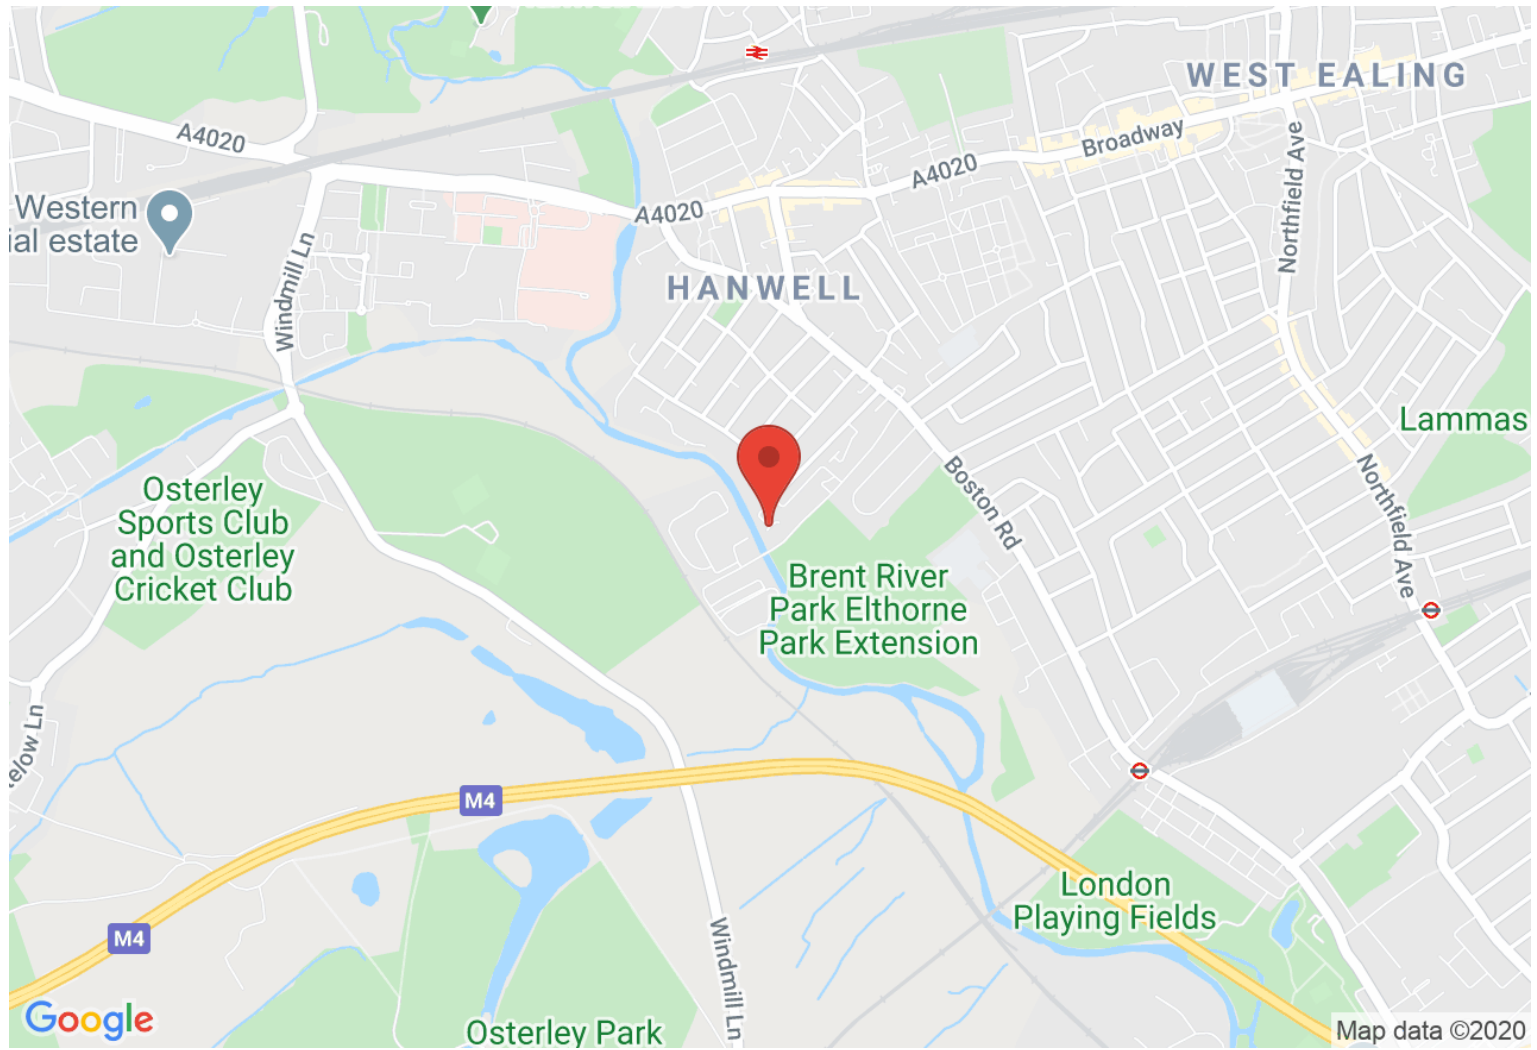 WEST EALING
A4020
Broadway
A4020
Northfield Ave
Western
ial estate
A4020
Windmill Ln
HANWELL
Lammas
Boston Rd
Northfield Ave
Osterley
Sports Club
and Osterley
Cricket Club
Brent River
Park Elthorne
Park Extension
telow Ln
M4
London
Playing Fields
M4
Windmill Ln
Google
Osterley Park
Map data ©2020